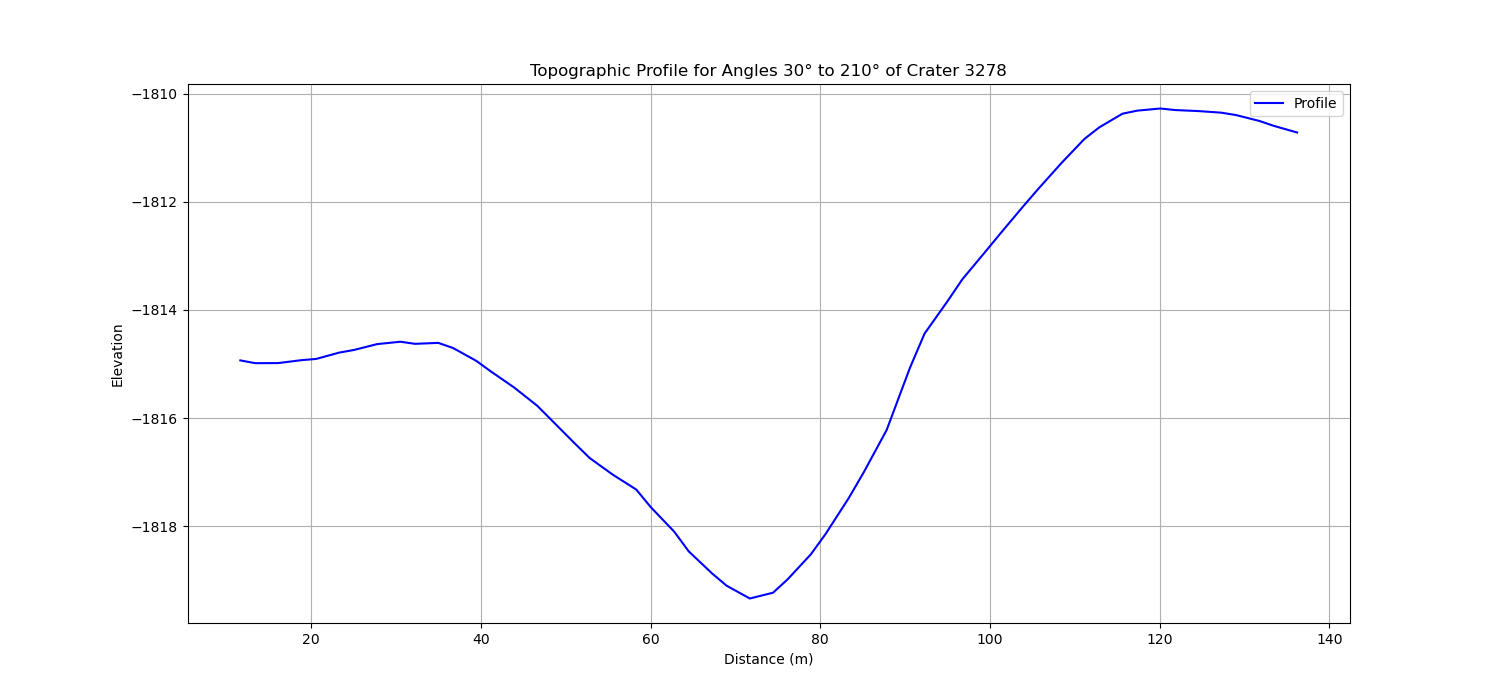 Topographic Profile for Angles 30° to 210° of Crater 3278
Profile
Elevation
−1810
−1812
−1814
−1816
−1818
20 40 60 80 100 120 140
Distance (m)